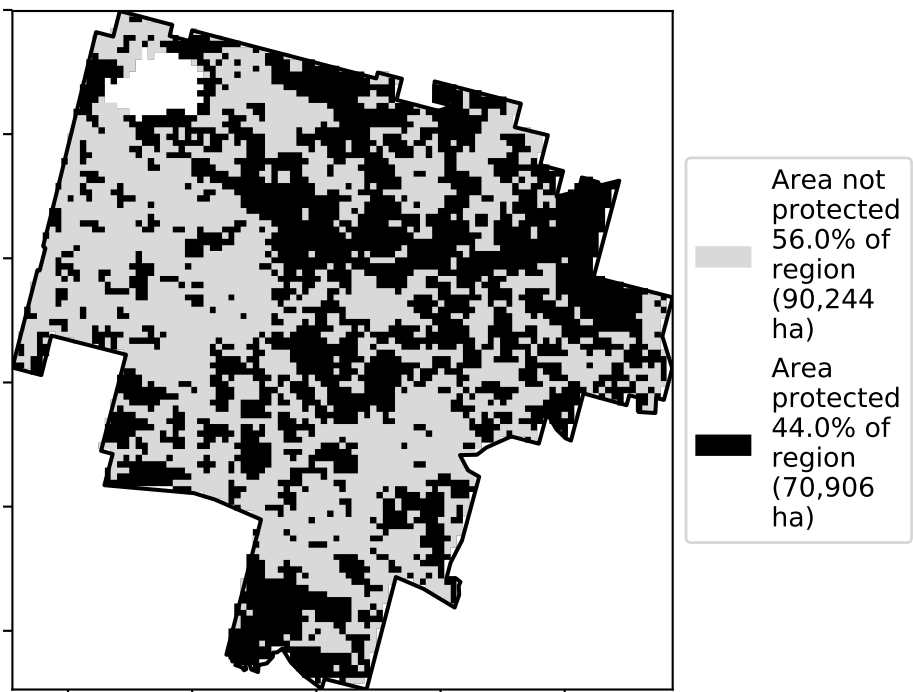 Area not
protected
56.0% of
region
(90,244
ha)
Area
protected
44.0% of
region
(70,906
ha)